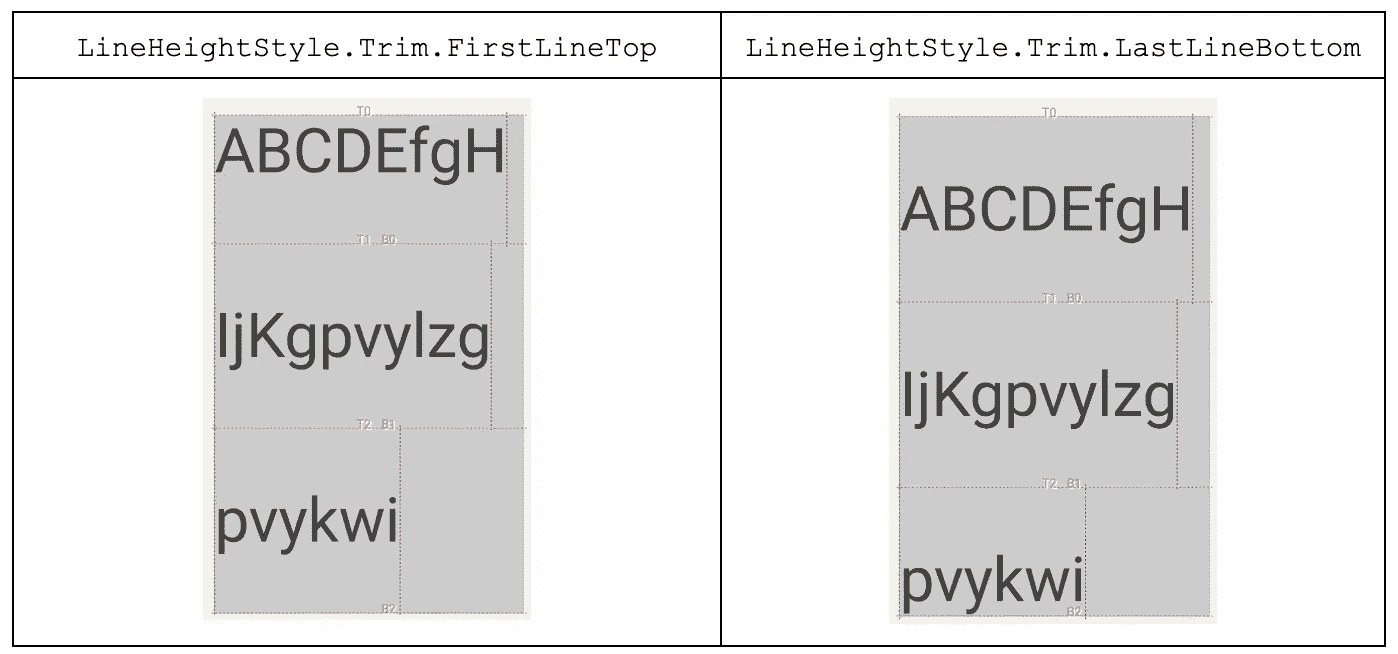 LineHeightStyle.Trim.FirstLineTop
LineHeightStyle.Trim.LastLineBottom
T0
ABCDEfgH
T1 B0
IjKgpvylzg
T2 B1
pvykwi
B2
T0
ABCDEfgH
T1 B0
IjKgpvylzg
T2 B1
pvykwi
B2